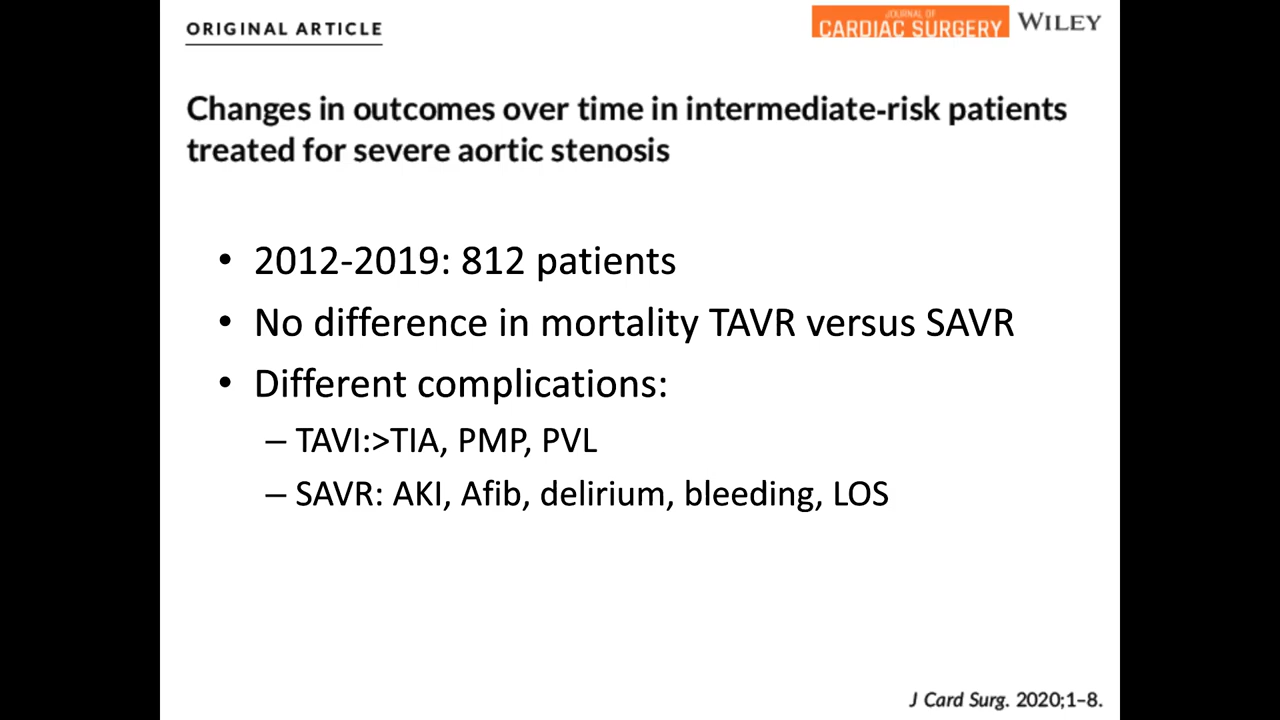 ORIGINAL ARTICLE
JOURNAL OF
CARDIAC SURGERY WILEY
Changes in outcomes over time in intermediate-risk patients
treated for severe aortic stenosis
• 2012-2019: 812 patients
• No difference in mortality TAVR versus SAVR
• Different complications:
– TAVI:>TIA, PMP, PVL
– SAVR: AKI, Afib, delirium, bleeding, LOS
J Card Surg. 2020;1–8.